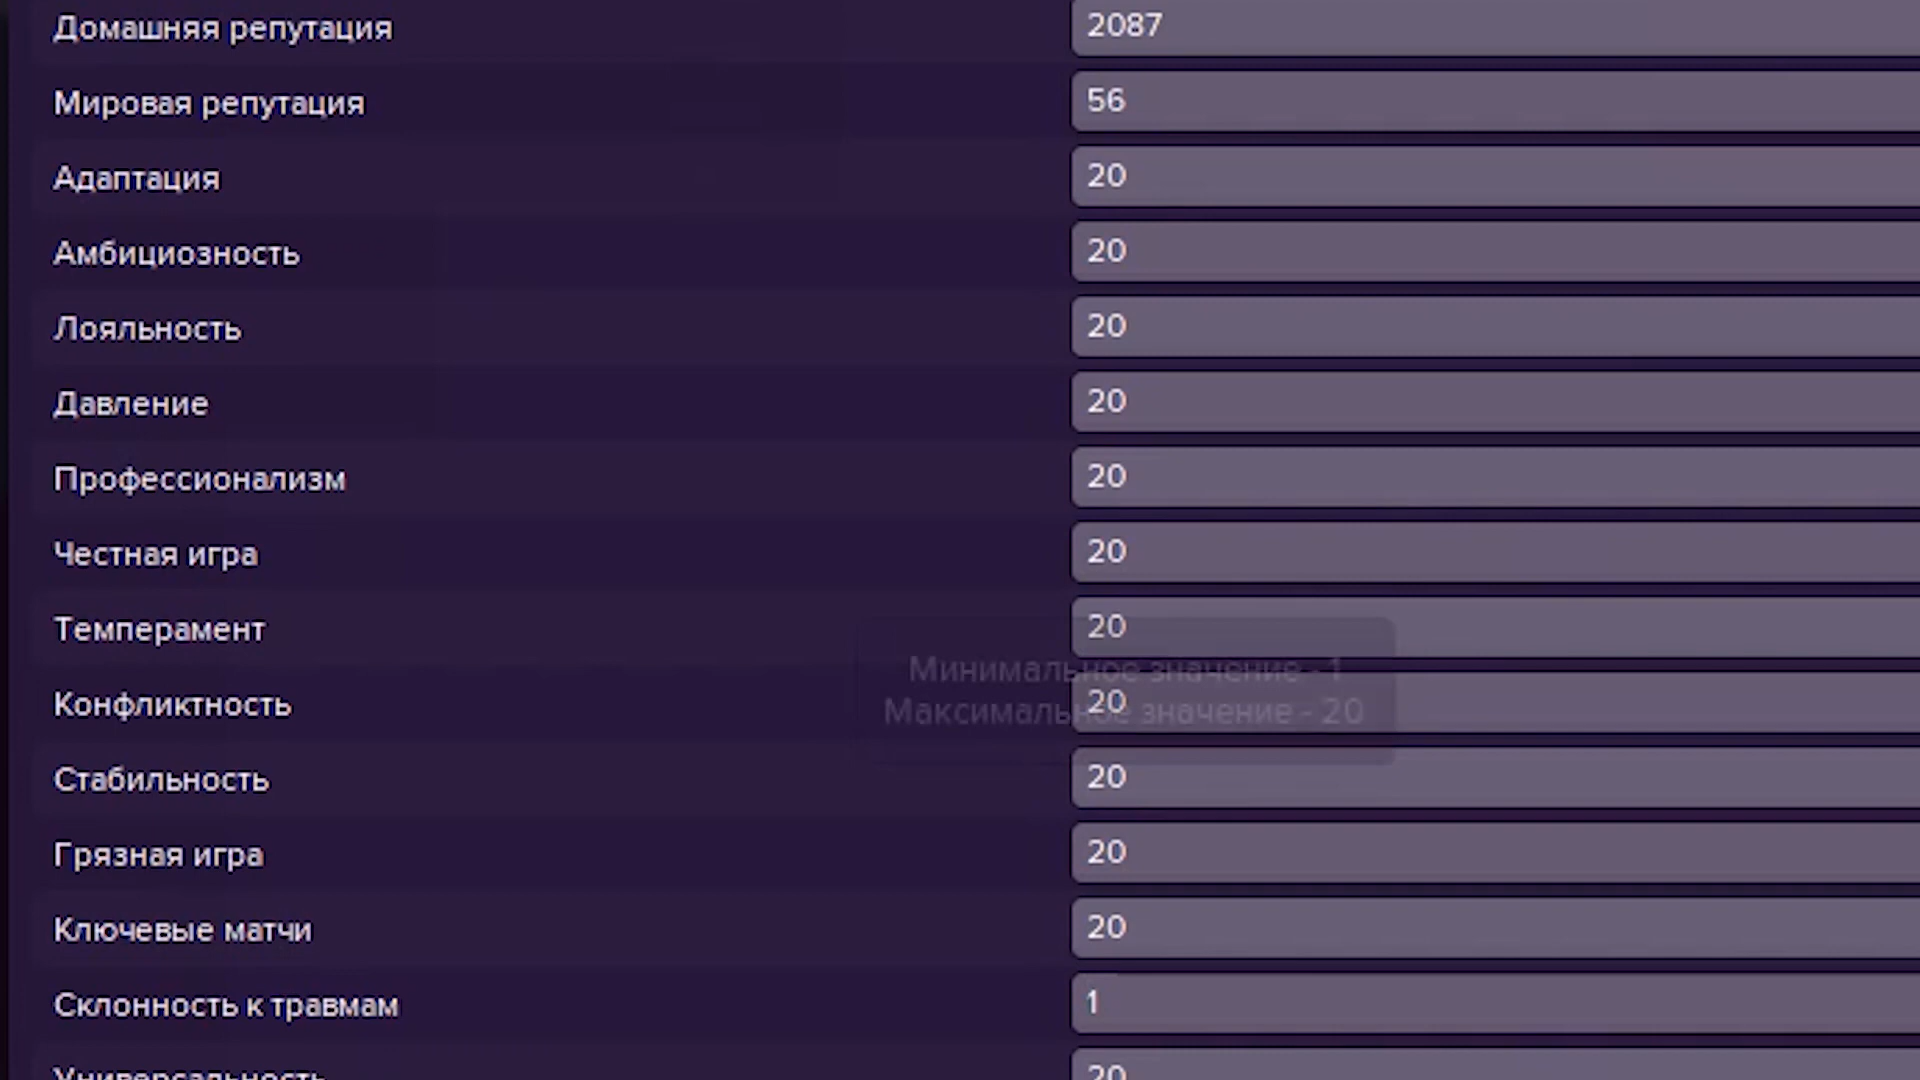 Домашняя репутация 2087
Мировая репутация 56
Адаптация 20
Амбициозность 20
Лояльность 20
Давление 20
Профессионализм 20
Честная игра 20
Темперамент 20
Минимальное значение - 1
Конфликтность 20
Максимальное значение - 20
Стабильность 20
Грязная игра 20
Ключевые матчи 20
Склонность к травмам 1
Универсальность 20